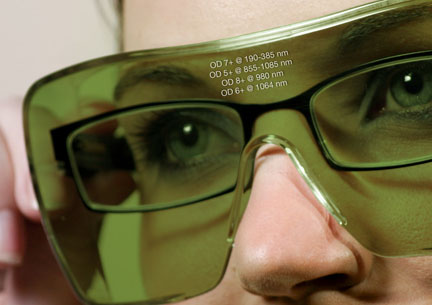 OD 7+ @ 190-385 nm
OD 5+ @ 855-1085 nm
OD 8+ @ 980 nm
OD 6+ @ 1064 nm